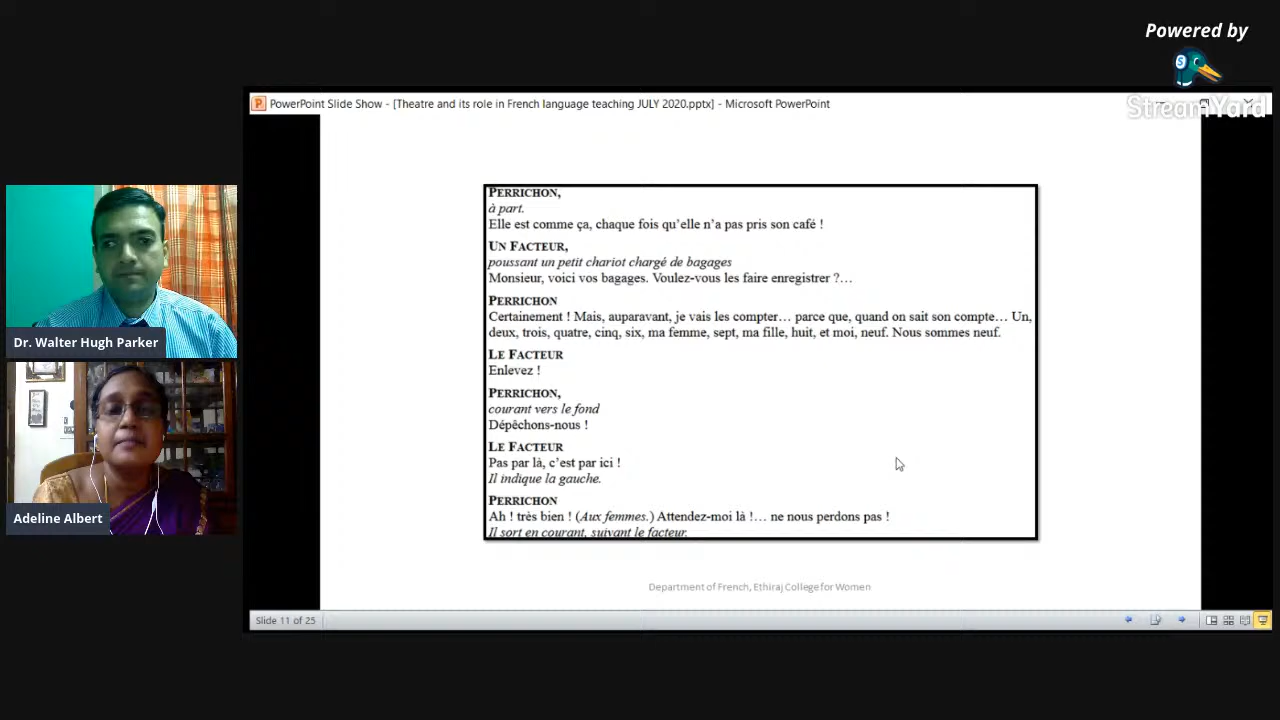 Powered by
StreamYard
PowerPoint Slide Show - [Theatre and its role in French language teaching JULY 2020.pptx] - Microsoft PowerPoint
PERRICHON,
à part.
Elle est comme ça, chaque fois qu'elle n'a pas pris son café !
UN FACTEUR,
poussant un petit chariot chargé de bagages
Monsieur, voici vos bagages. Voulez-vous les faire enregistrer ?…
PERRICHON
Certainement ! Mais, auparavant, je vais les compter… parce que, quand on sait son compte… Un,
deux, trois, quatre, cinq, six, ma femme, sept, ma fille, huit, et moi, neuf. Nous sommes neuf.
LE FACTEUR
Enlevez !
PERRICHON,
courant vers le fond
Dépêchons-nous !
LE FACTEUR
Pas par là, c'est par ici !
Il indique la gauche.
PERRICHON
Ah ! très bien ! (Aux femmes.) Attendez-moi là !… ne nous perdons pas !
Il sort en courant, suivant le facteur.
Department of French, Ethiraj College for Women
Slide 11 of 25
Dr. Walter Hugh Parker
Adeline Albert